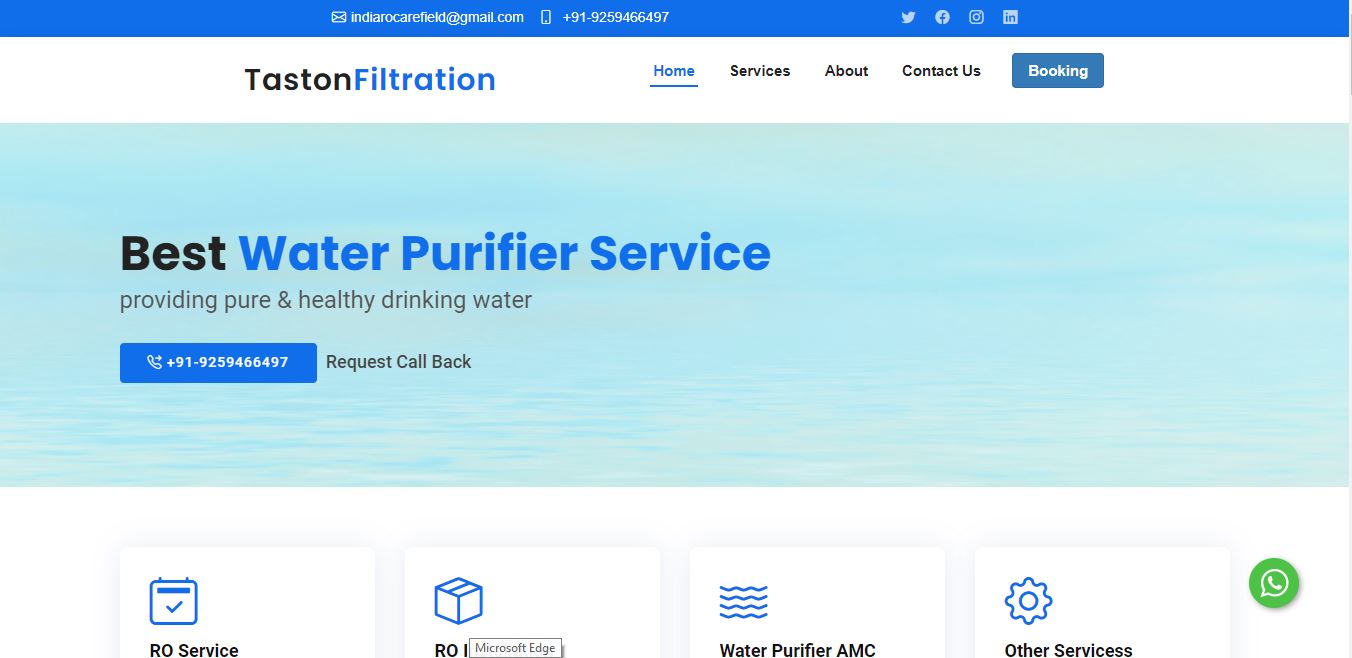 indiarocarefield@gmail.com +91-9259466497
TastonFiltration Home Services About Contact Us Booking
Best Water Purifier Service
providing pure & healthy drinking water
+91-9259466497 Request Call Back
RO Service RO Water Purifier AMC Other Servicess
Microsoft Edge